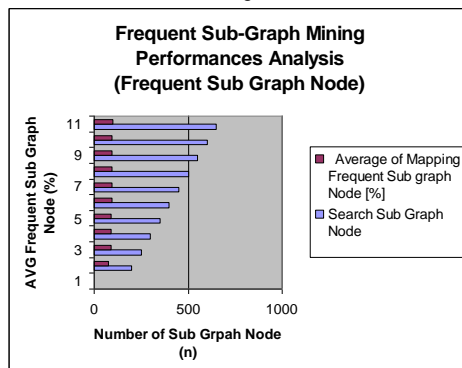 Frequent Sub-Graph Mining
Performances Analysis
(Frequent Sub Graph Node)
AVG Frequent Sub Graph
Node (%)
11
9
7
5
3
1
0
500
1000
Number of Sub Grpah Node
(n)
Average of Mapping
Frequent Sub graph
Node [%]
Search Sub Graph
Node